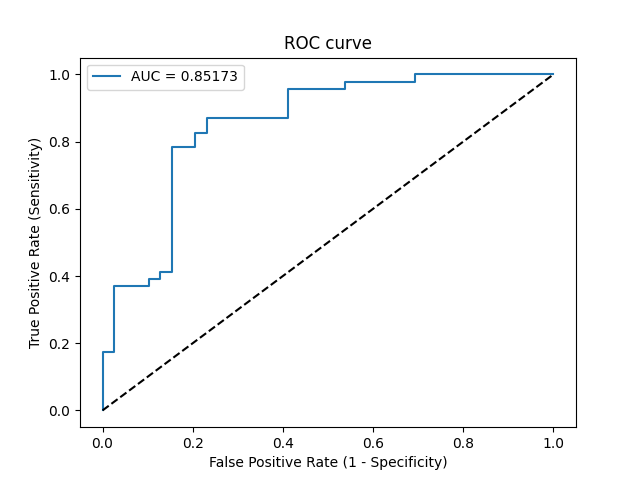 ROC curve
AUC = 0.85173
True Positive Rate (Sensitivity)
1.0
0.8
0.6
0.4
0.2
0.0
0.0 0.2 0.4 0.6 0.8 1.0
False Positive Rate (1 - Specificity)